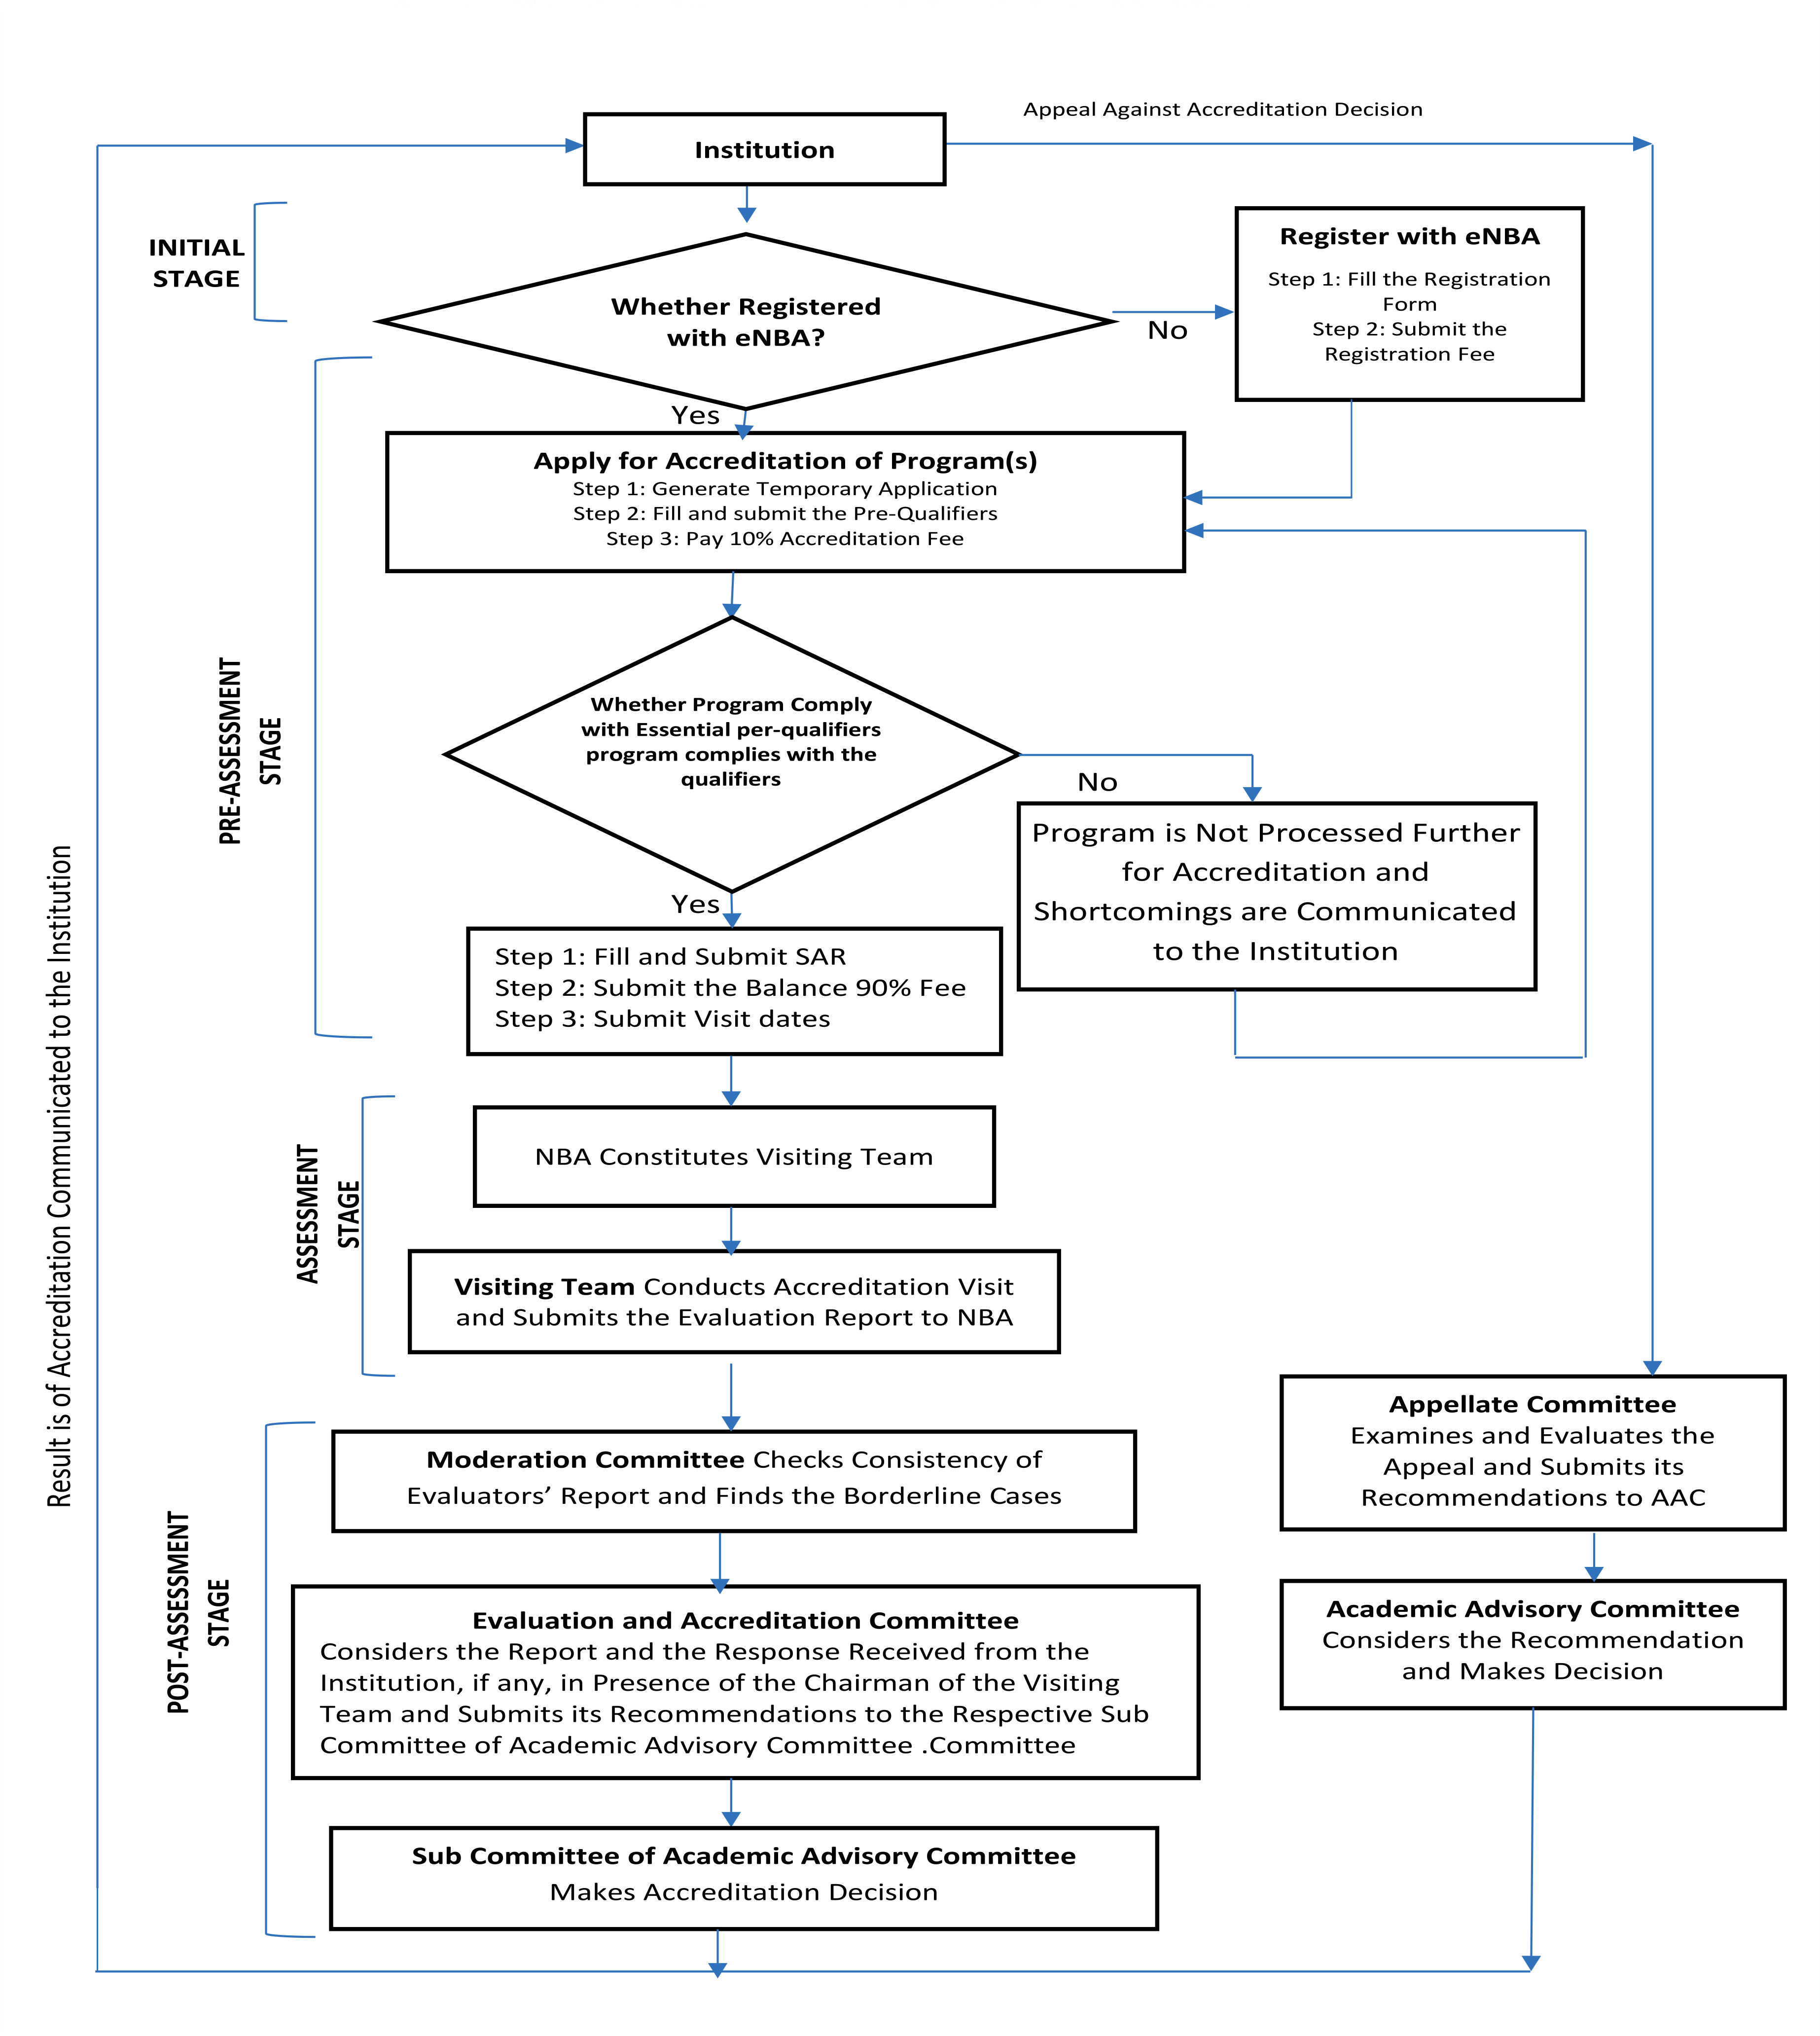 Appeal Against Accreditation Decision
Institution
INITIAL
STAGE
Whether Registered
with eNBA?
No
Register with eNBA
Step 1: Fill the Registration
Form
Step 2: Submit the
Registration Fee
Yes
Apply for Accreditation of Program(s)
Step 1: Generate Temporary Application
Step 2: Fill and submit the Pre-Qualifiers
Step 3: Pay 10% Accreditation Fee
PRE-ASSESSMENT
STAGE
Whether Program Comply
with Essential per-qualifiers
program complies with the
qualifiers
No
Program is Not Processed Further
for Accreditation and
Shortcomings are Communicated
to the Institution
Yes
Step 1: Fill and Submit SAR
Step 2: Submit the Balance 90% Fee
Step 3: Submit Visit dates
Result is of Accreditation Communicated to the Institution
ASSESSMENT
STAGE
NBA Constitutes Visiting Team
Visiting Team Conducts Accreditation Visit
and Submits the Evaluation Report to NBA
POST-ASSESSMENT
STAGE
Moderation Committee Checks Consistency of
Evaluators’ Report and Finds the Borderline Cases
Evaluation and Accreditation Committee
Considers the Report and the Response Received from the
Institution, if any, in Presence of the Chairman of the Visiting
Team and Submits its Recommendations to the Respective Sub
Committee of Academic Advisory Committee .Committee
Sub Committee of Academic Advisory Committee
Makes Accreditation Decision
Appellate Committee
Examines and Evaluates the
Appeal and Submits its
Recommendations to AAC
Academic Advisory Committee
Considers the Recommendation
and Makes Decision